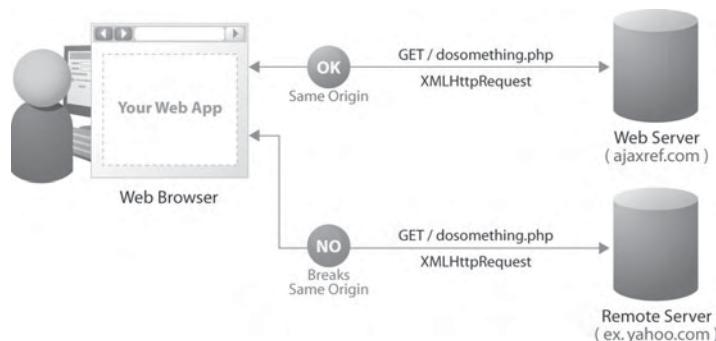 Your Web App
Web Browser
OK
Same Origin
GET / dosomething.php
XMLHttpRequest
Web Server
( ajaxref.com )
NO
Breaks
Same Origin
GET / dosomething.php
XMLHttpRequest
Remote Server
( ex. yahoo.com )